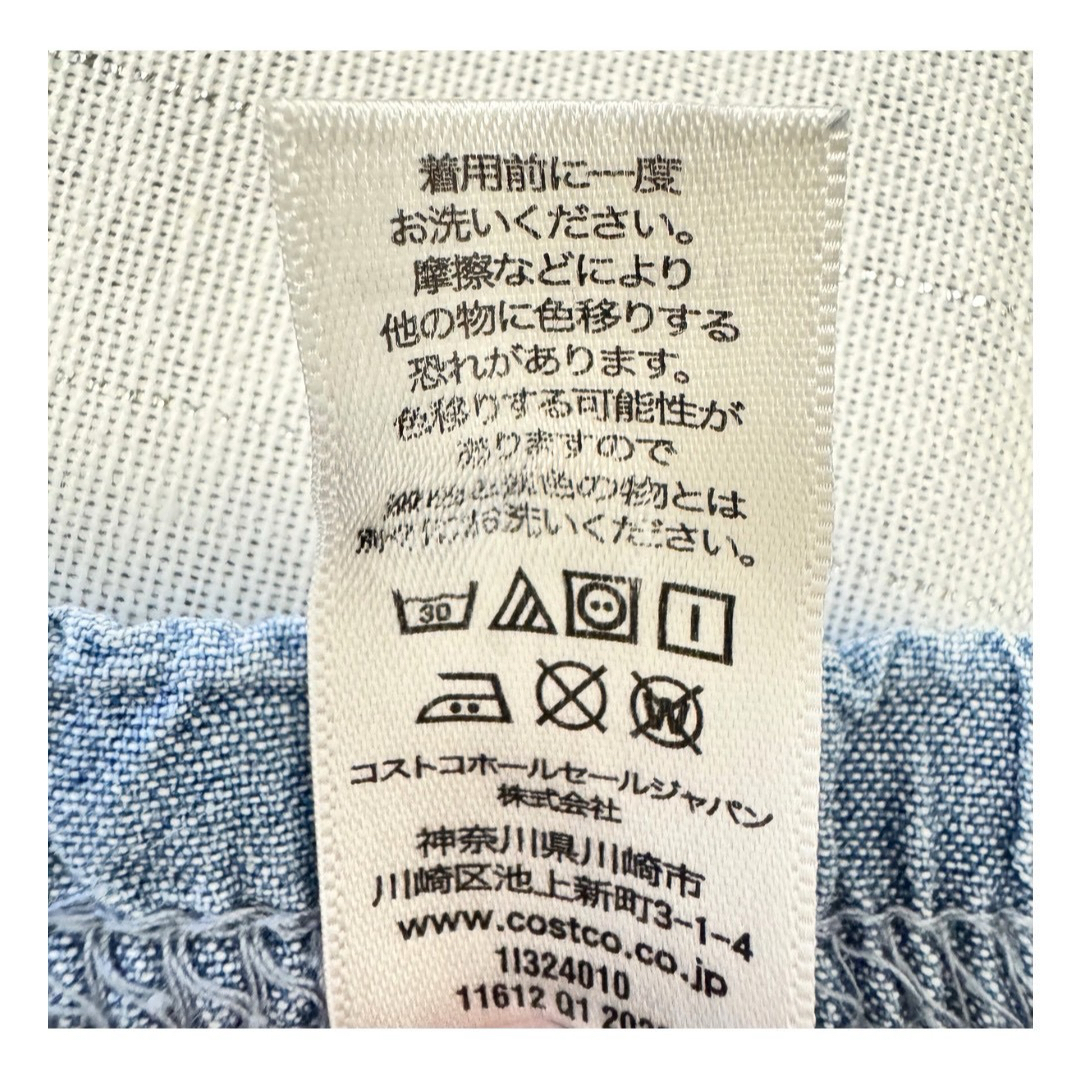 着用前に一度
お洗いください。
摩擦などにより
他の物に色移りする
恐れがあります。
色移りする可能性が
ありますので
色の物とは
にお洗いください。
30
W
コストコホールセールジャパン
株式会社
神奈川県川崎市
川崎区池上新町3-1-4
www.costco.co.jp
1I324010
11612 Q1